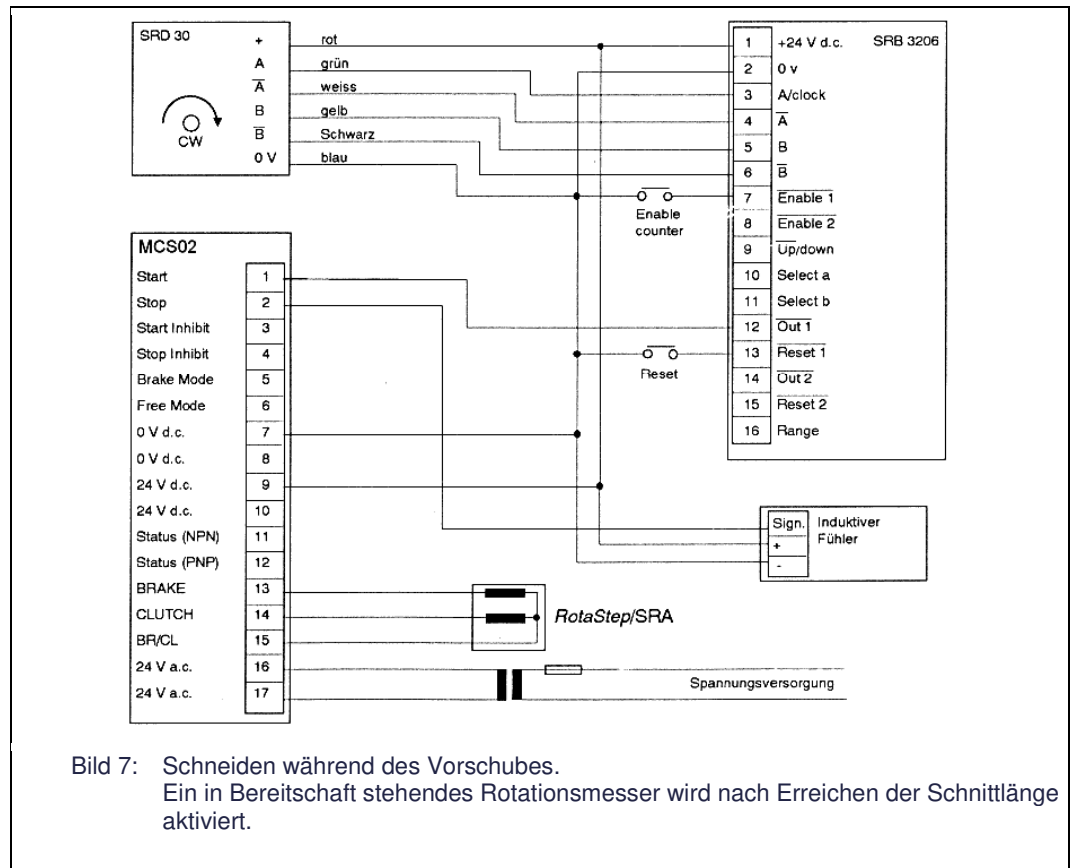 SRD 30
+
A
A̅
B
B̅
0 V
CW
rot
grün
weiss
gelb
Schwarz
blau
SRB 3206
1 +24 V d.c.
2 0 v
3 A/clock
4 A̅
5 B
6 B̅
7 Enable 1
8 Enable 2
9 Up/down
10 Select a
11 Select b
12 Out 1
13 Reset 1
14 Out 2
15 Reset 2
16 Range
Enable
counter
Reset
MCS02
Start 1
Stop 2
Start Inhibit 3
Stop Inhibit 4
Brake Mode 5
Free Mode 6
0 V d.c. 7
0 V d.c. 8
24 V d.c. 9
24 V d.c. 10
Status (NPN) 11
Status (PNP) 12
BRAKE 13
CLUTCH 14
BR/CL 15
24 V a.c. 16
24 V a.c. 17
Sign. Induktiver
+ Fühler
-
RotaStep/SRA
Spannungsversorgung
Bild 7: Schneiden während des Vorschubes.
Ein in Bereitschaft stehendes Rotationsmesser wird nach Erreichen der Schnittlänge
aktiviert.